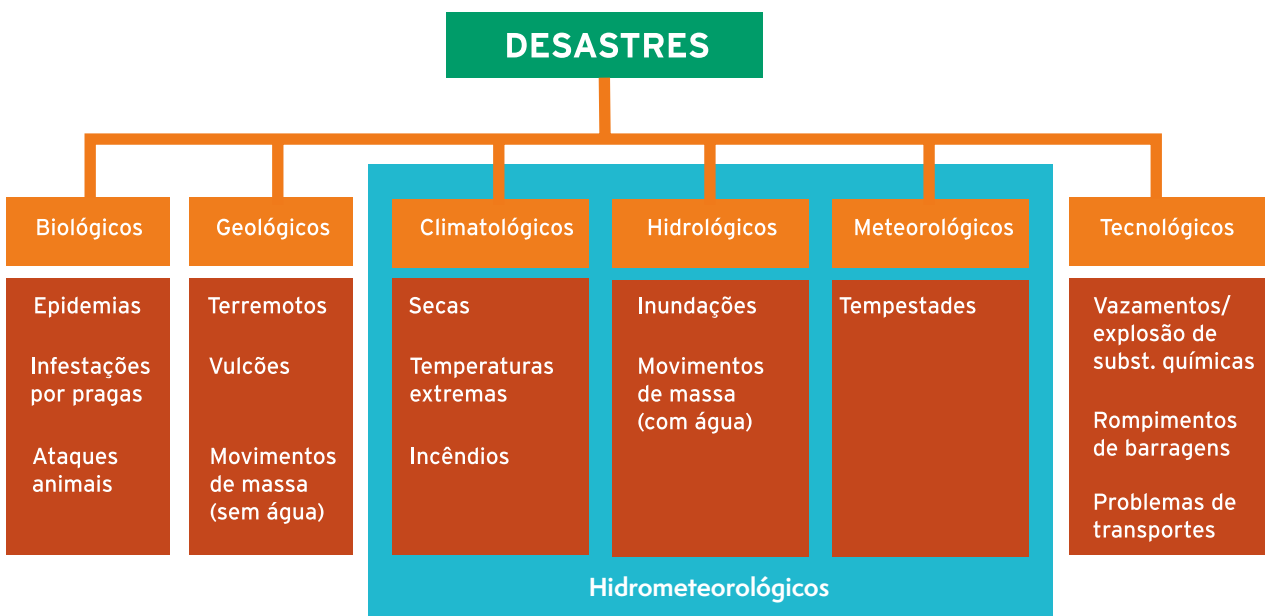 DESASTRES
Biológicos
Epidemias
Infestações
por pragas
Ataques
animais
Geológicos
Terremotos
Vulcões
Movimentos
de massa
(sem água)
Climatológicos
Secas
Temperaturas
extremas
Incêndios
Hidrológicos
Inundações
Movimentos
de massa
(com água)
Meteorológicos
Tempestades
Hidrometeorológicos
Tecnológicos
Vazamentos/
explosão de
subst. químicas
Rompimentos
de barragens
Problemas de
transportes